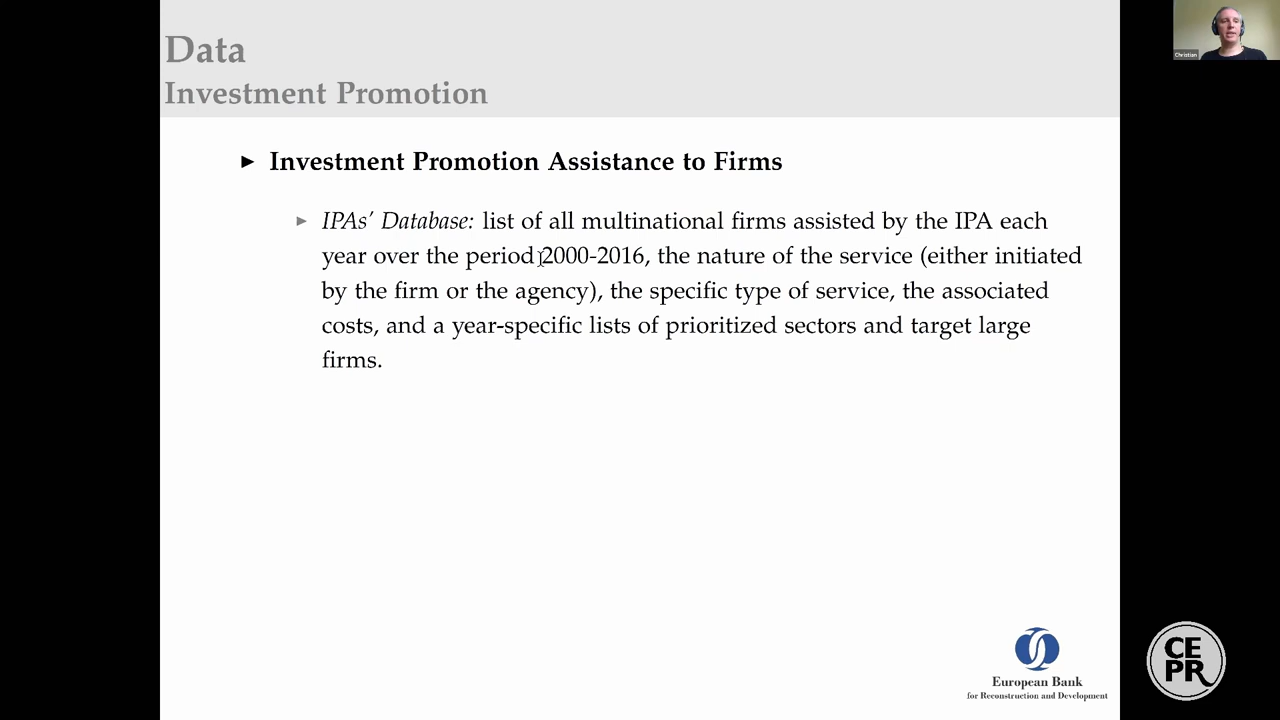 Data
Investment Promotion
Investment Promotion Assistance to Firms
IPAs' Database: list of all multinational firms assisted by the IPA each
year over the period 2000-2016, the nature of the service (either initiated
by the firm or the agency), the specific type of service, the associated
costs, and a year-specific lists of prioritized sectors and target large
firms.
Christian
European Bank
for Reconstruction and Development
CE
PR